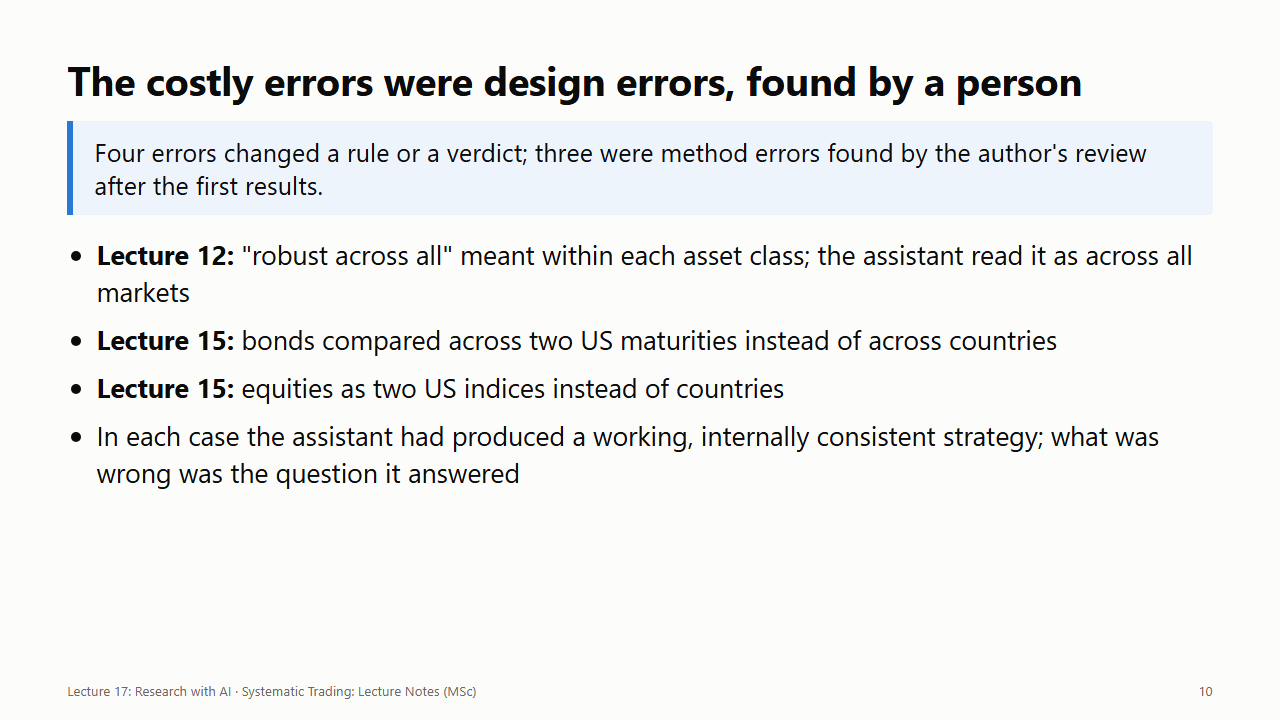 The costly errors were design errors, found by a person
Four errors changed a rule or a verdict; three were method errors found by the author's review
after the first results.
• Lecture 12: "robust across all" meant within each asset class; the assistant read it as across all
markets
• Lecture 15: bonds compared across two US maturities instead of across countries
• Lecture 15: equities as two US indices instead of countries
• In each case the assistant had produced a working, internally consistent strategy; what was
wrong was the question it answered
Lecture 17: Research with AI · Systematic Trading: Lecture Notes (MSc)
10